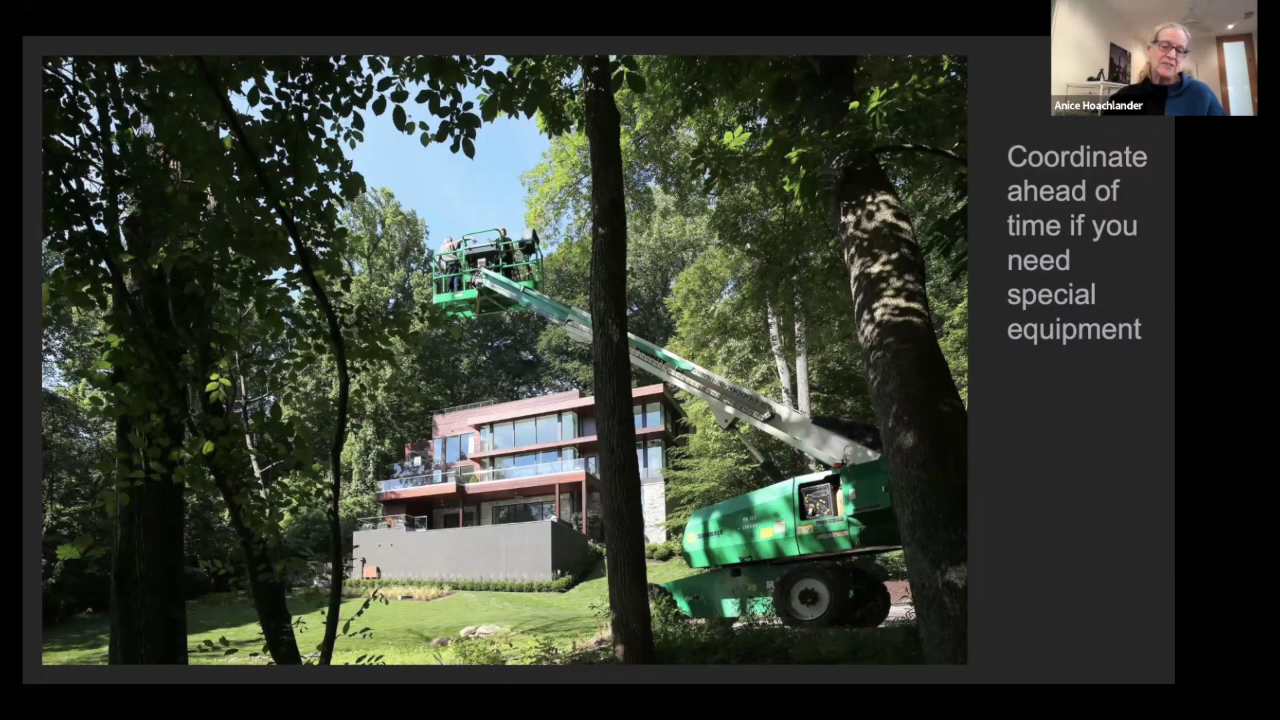 Anice Hoachlander
Coordinate
ahead of
time if you
need
special
equipment